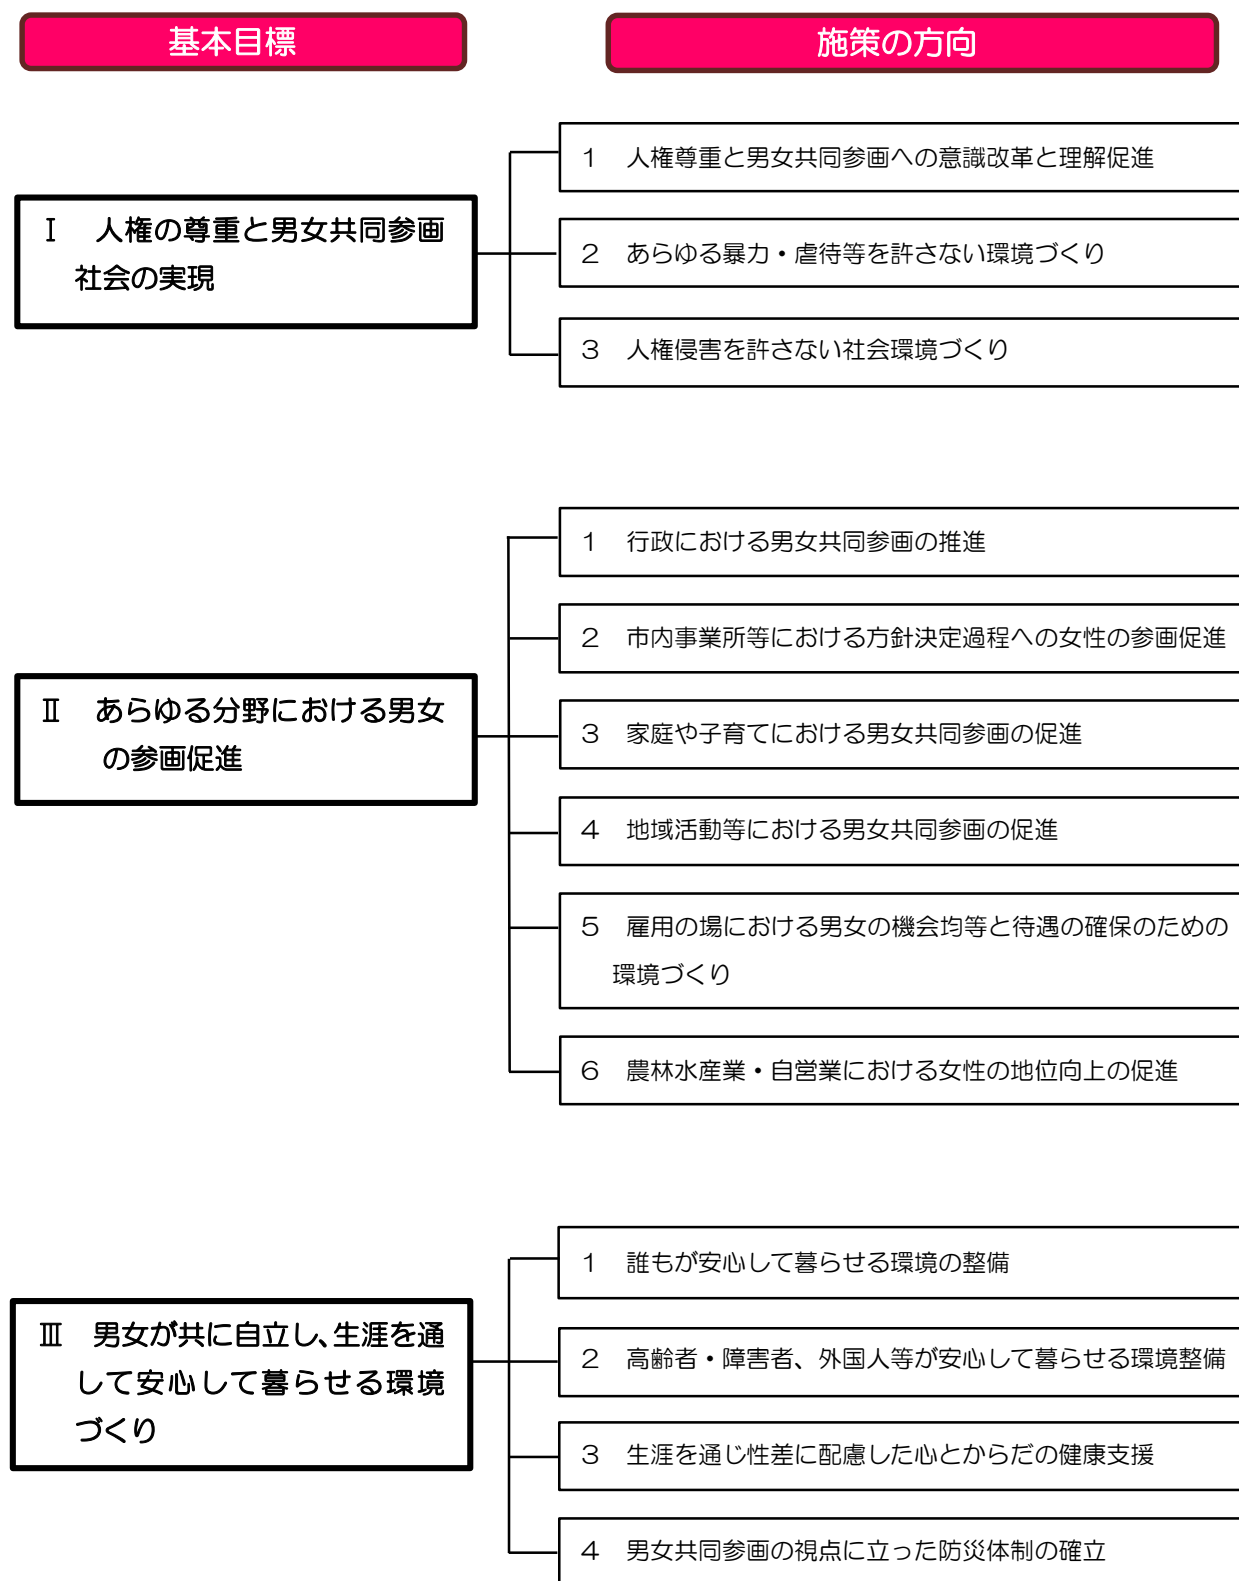 基本目標
施策の方向
Ⅰ　人権の尊重と男女共同参画
社会の実現
１　人権尊重と男女共同参画への意識改革と理解促進
２　あらゆる暴力・虐待等を許さない環境づくり
３　人権侵害を許さない社会環境づくり
Ⅱ　あらゆる分野における男女
の参画促進
１　行政における男女共同参画の推進
２　市内事業所等における方針決定過程への女性の参画促進
３　家庭や子育てにおける男女共同参画の促進
４　地域活動等における男女共同参画の促進
５　雇用の場における男女の機会均等と待遇の確保のための
環境づくり
６　農林水産業・自営業における女性の地位向上の促進
Ⅲ　男女が共に自立し、生涯を通
して安心して暮らせる環境
づくり
１　誰もが安心して暮らせる環境の整備
２　高齢者・障害者、外国人等が安心して暮らせる環境整備
３　生涯を通じ性差に配慮した心とからだの健康支援
４　男女共同参画の視点に立った防災体制の確立